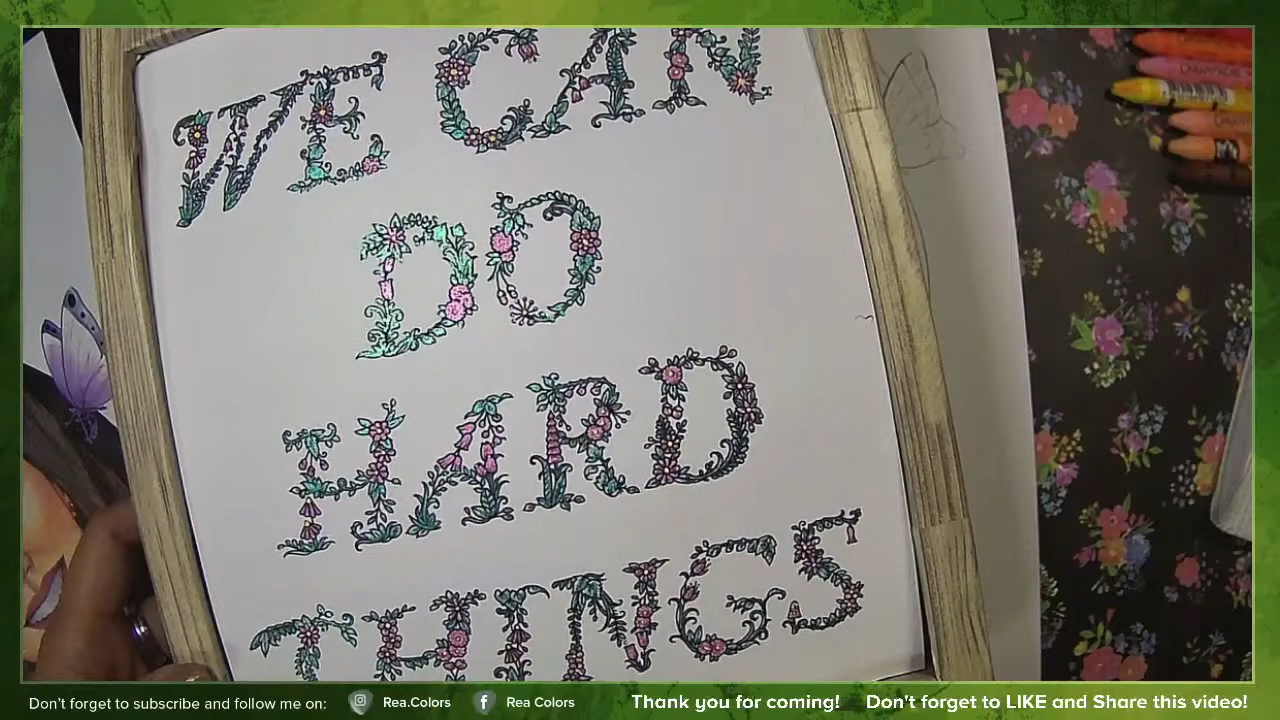 WE CAN
DO
HARD
THINGS
Don't forget to subscribe and follow me on: Rea.Colors Rea Colors Thank you for coming! Don't forget to LIKE and Share this video!